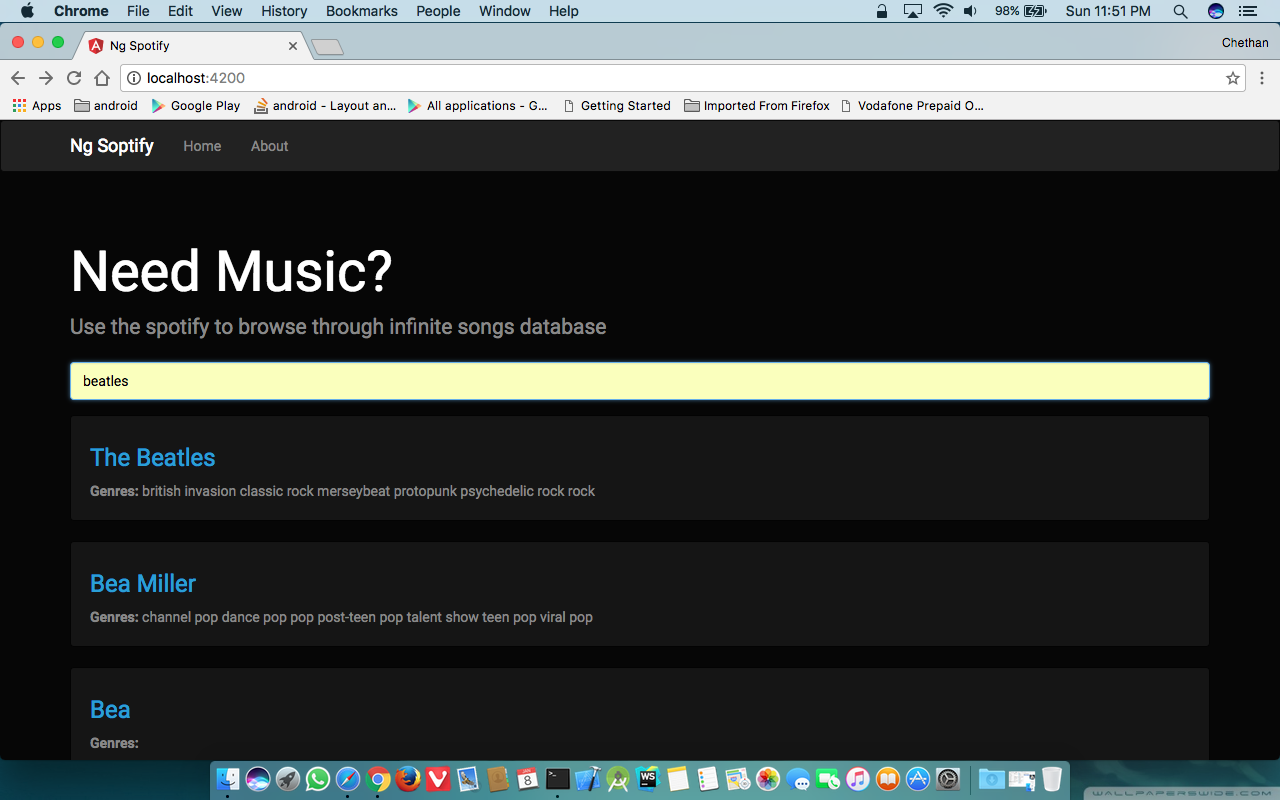 Chrome File Edit View History Bookmarks People Window Help 98% Sun 11:51 PM
Ng Spotify Chethan
localhost:4200
Apps android Google Play android - Layout an... All applications - G... Getting Started Imported From Firefox Vodafone Prepaid O...
Ng Soptify Home About
Need Music?
Use the spotify to browse through infinite songs database
beatles
The Beatles
Genres: british invasion classic rock merseybeat protopunk psychedelic rock rock
Bea Miller
Genres: channel pop dance pop pop post-teen pop talent show teen pop viral pop
Bea
Genres:
8
WS
WALLPAPERSWIDE.COM